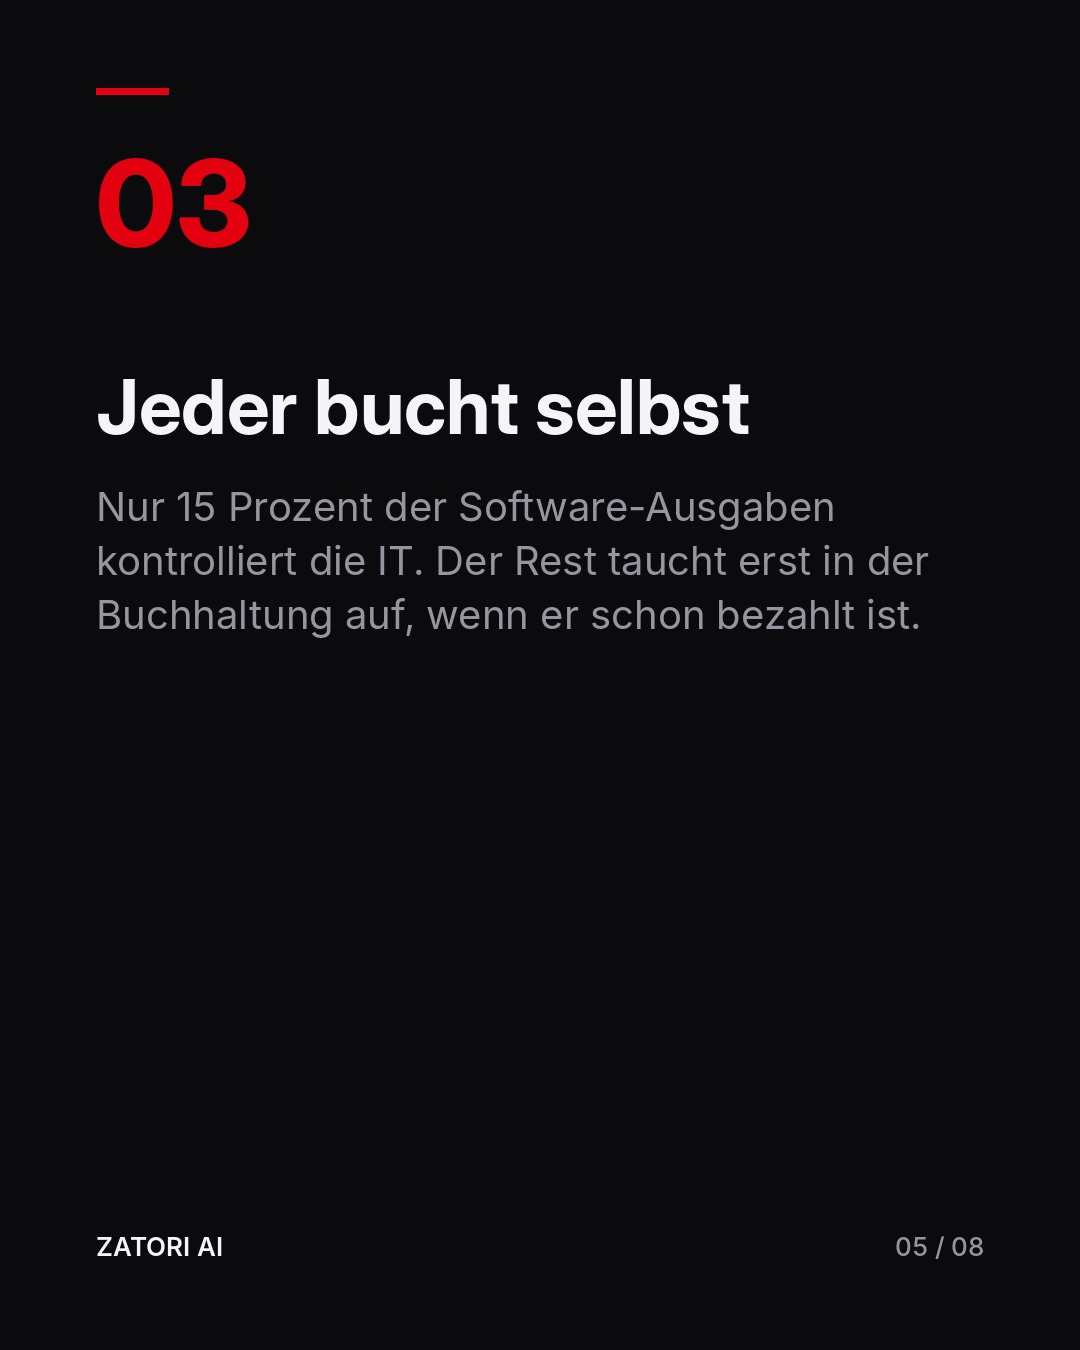 03
Jeder bucht selbst
Nur 15 Prozent der Software-Ausgaben
kontrolliert die IT. Der Rest taucht erst in der
Buchhaltung auf, wenn er schon bezahlt ist.
ZATORI AI
05 / 08